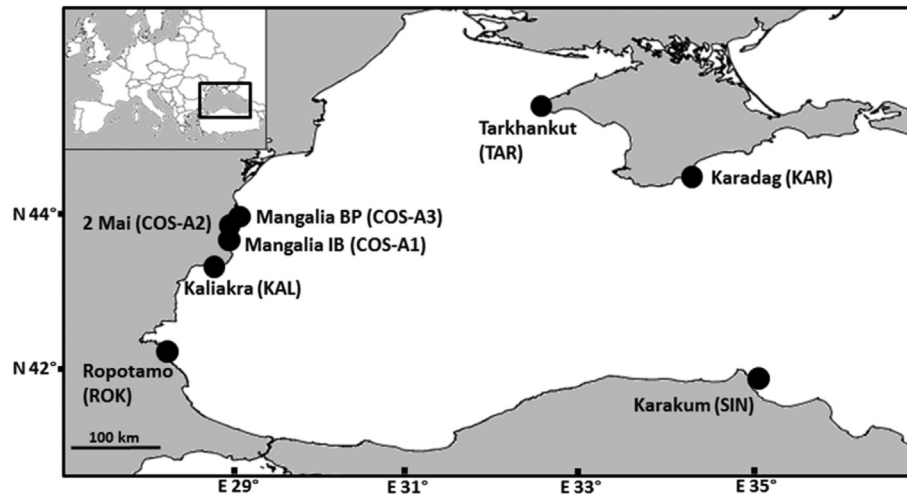 Tarkhankut
(TAR)
Karadag (KAR)
N 44°
2 Mai (COS-A2)
Mangalia BP (COS-A3)
Mangalia IB (COS-A1)
Kaliakra (KAL)
N 42°
Ropotamo
(ROK)
Karakum (SIN)
100 km
E 29°
E 31°
E 33°
E 35°